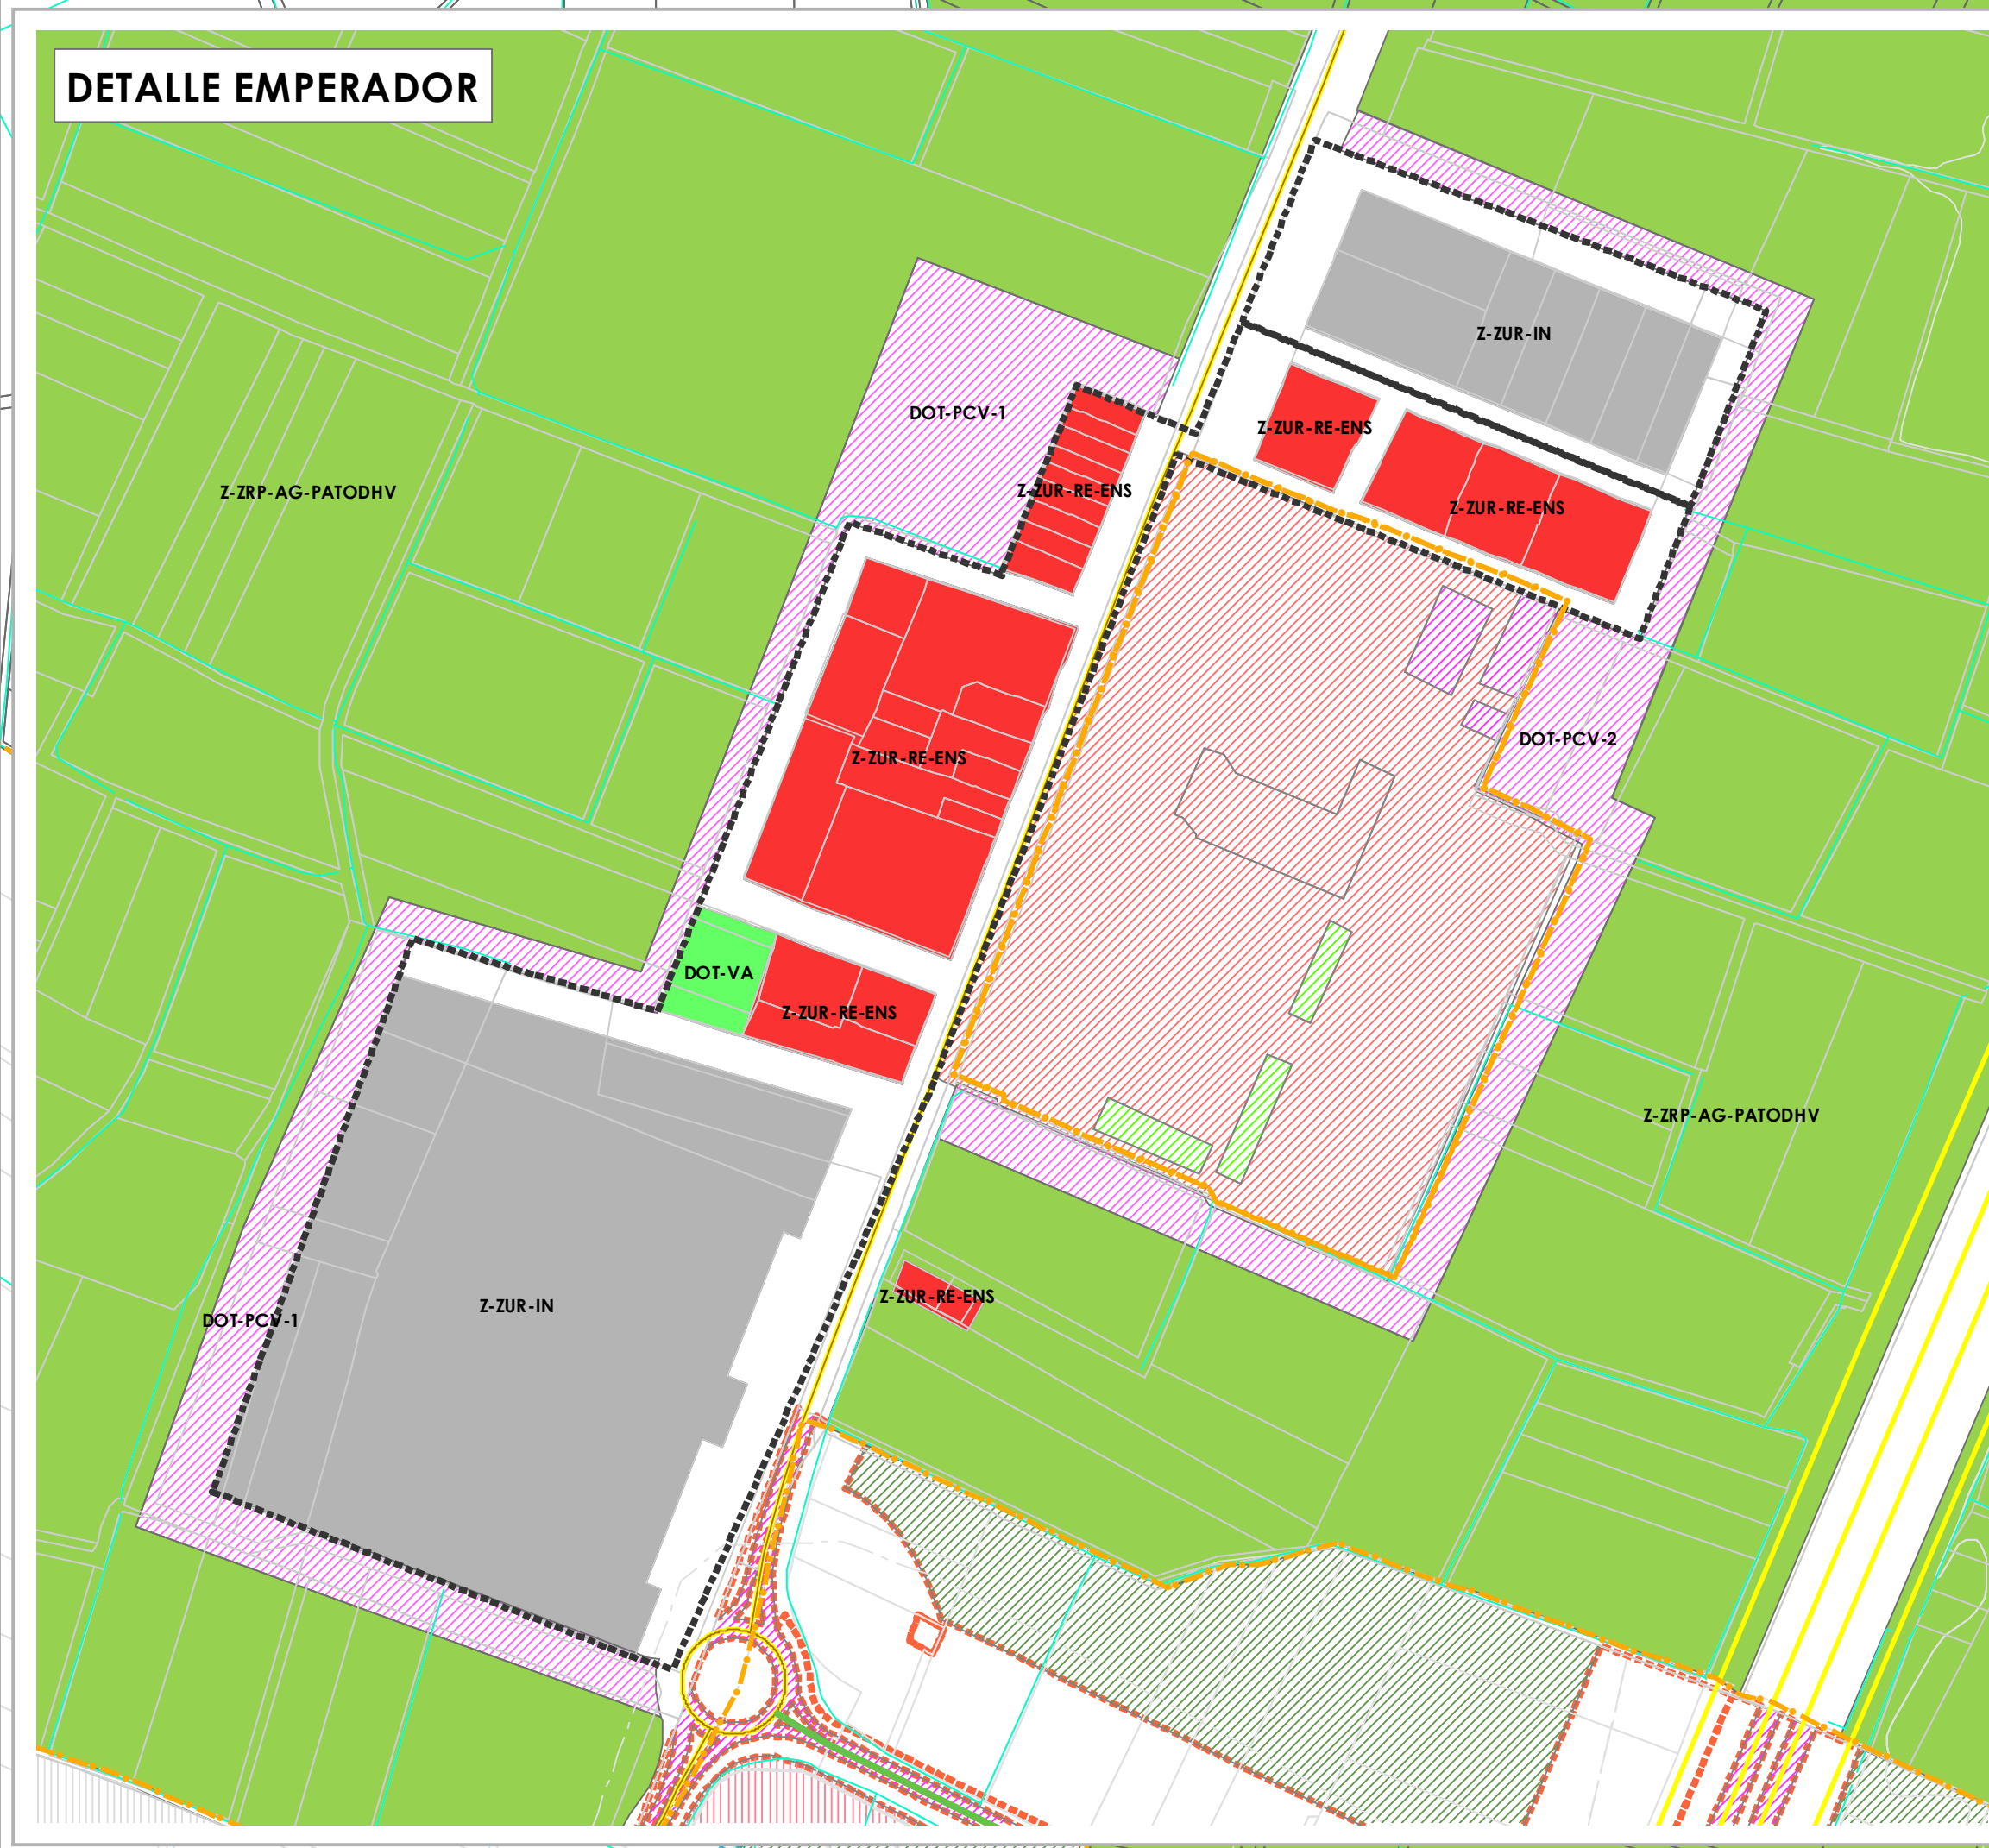 DETALLE EMPERADOR
Z-ZUR-IN
DOT-PCV-1
Z-ZUR-RE-ENS
Z-ZUR-RE-ENS
Z-ZRP-AG-PATODHV
Z-ZUR-RE-ENS
DOT-PCV-2
Z-ZUR-RE-ENS
DOT-VA
Z-ZUR-RE-ENS
Z-ZRP-AG-PATODHV
Z-ZUR-RE-ENS
Z-ZUR-IN
DOT-PCV-1